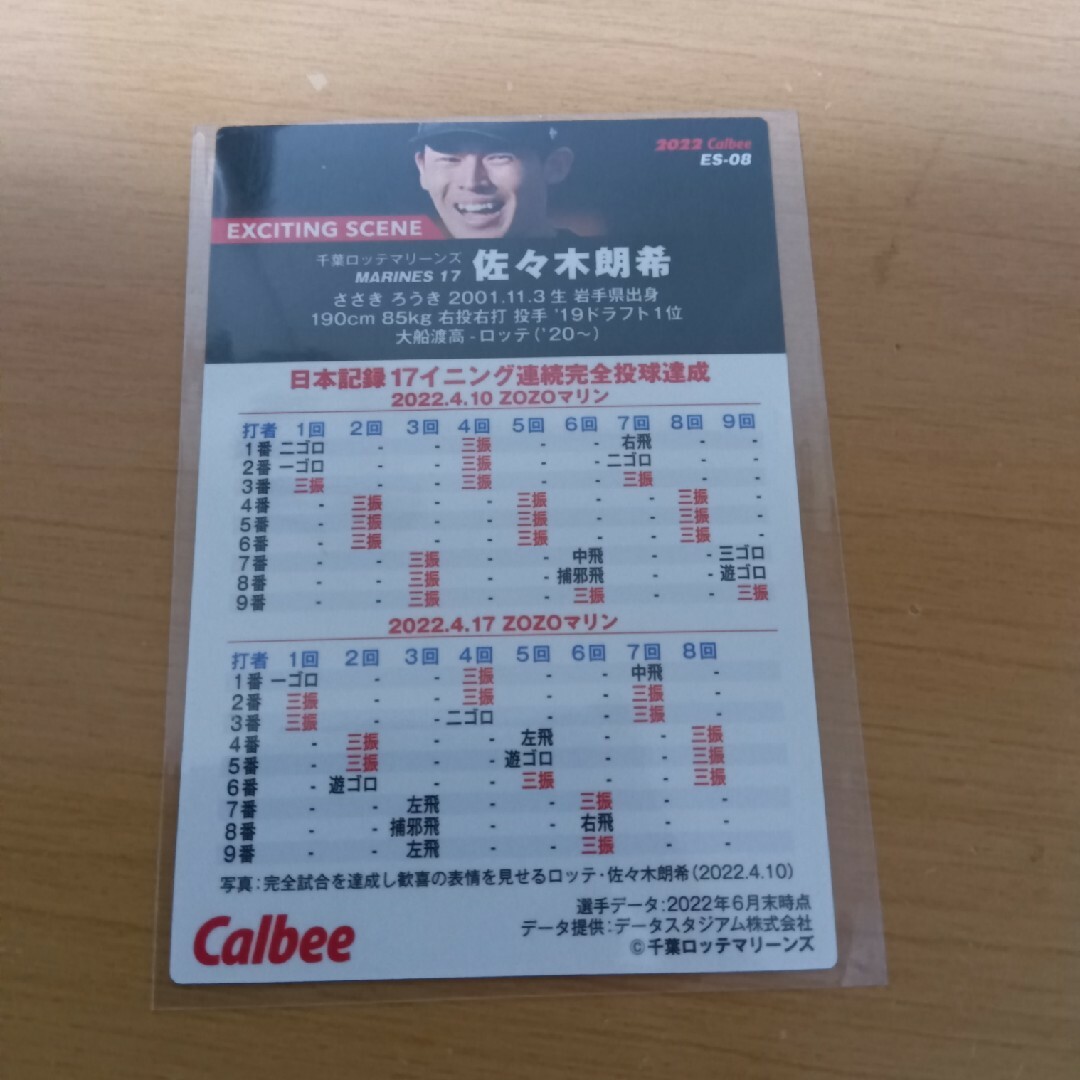 2022 Calbee
ES-08
EXCITING SCENE
千葉ロッテマリーンズ
MARINES 17 佐々木朗希
ささき ろうき 2001.11.3生 岩手県出身
190cm 85kg 右投右打 投手 '19ドラフト1位
大船渡高-ロッテ('20〜)
日本記録17イニング連続完全投球達成
2022.4.10 ZOZOマリン
打者 1回 2回 3回 4回 5回 6回 7回 8回 9回
1番 二ゴロ - - 三振 - - 右飛 - -
2番 一ゴロ - - 三振 - - 二ゴロ - -
3番 三振 - - 三振 - - 三振 - -
4番 - 三振 - - 三振 - - 三振 -
5番 - 三振 - - 三振 - - 三振 -
6番 - 三振 - - 三振 - - 三振 -
7番 - - 三振 - - 中飛 - - 三ゴロ
8番 - - 三振 - - 捕邪飛 - - 遊ゴロ
9番 - - 三振 - - 三振 - - 三振
2022.4.17 ZOZOマリン
打者 1回 2回 3回 4回 5回 6回 7回 8回
1番 一ゴロ - - 三振 - - 中飛 -
2番 三振 - - 三振 - - 三振 -
3番 三振 - - 二ゴロ - - 三振 -
4番 - 三振 - - 左飛 - - 三振
5番 - 三振 - - 遊ゴロ - - 三振
6番 - 遊ゴロ - - 三振 - - 三振
7番 - - 左飛 - - 三振 - -
8番 - - 捕邪飛 - - 右飛 - -
9番 - - 左飛 - - 三振 - -
写真:完全試合を達成し歓喜の表情を見せるロッテ・佐々木朗希(2022.4.10)
選手データ:2022年6月末時点
データ提供:データスタジアム株式会社
©千葉ロッテマリーンズ
Calbee